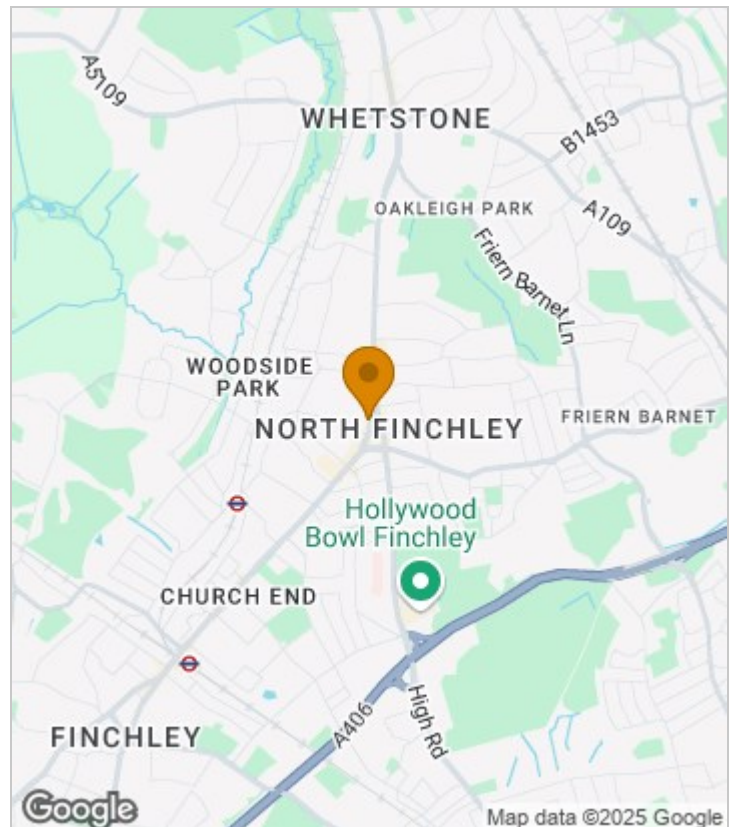 A5109
WHETSTONE
B1453
OAKLEIGH PARK
A109
Friern Barnet Ln
WOODSIDE
PARK
NORTH FINCHLEY
FRIERN BARNET
Hollywood
Bowl Finchley
CHURCH END
A406
High Rd
FINCHLEY
Google
Map data ©2025 Google